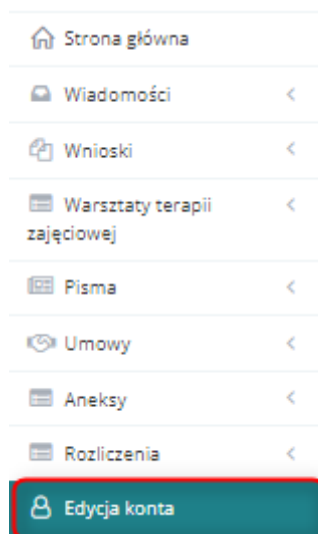 Strona główna
Wiadomości
Wnioski
Warsztaty terapii
zajęciowej
Pisma
Umowy
Aneksy
Rozliczenia
Edycja konta